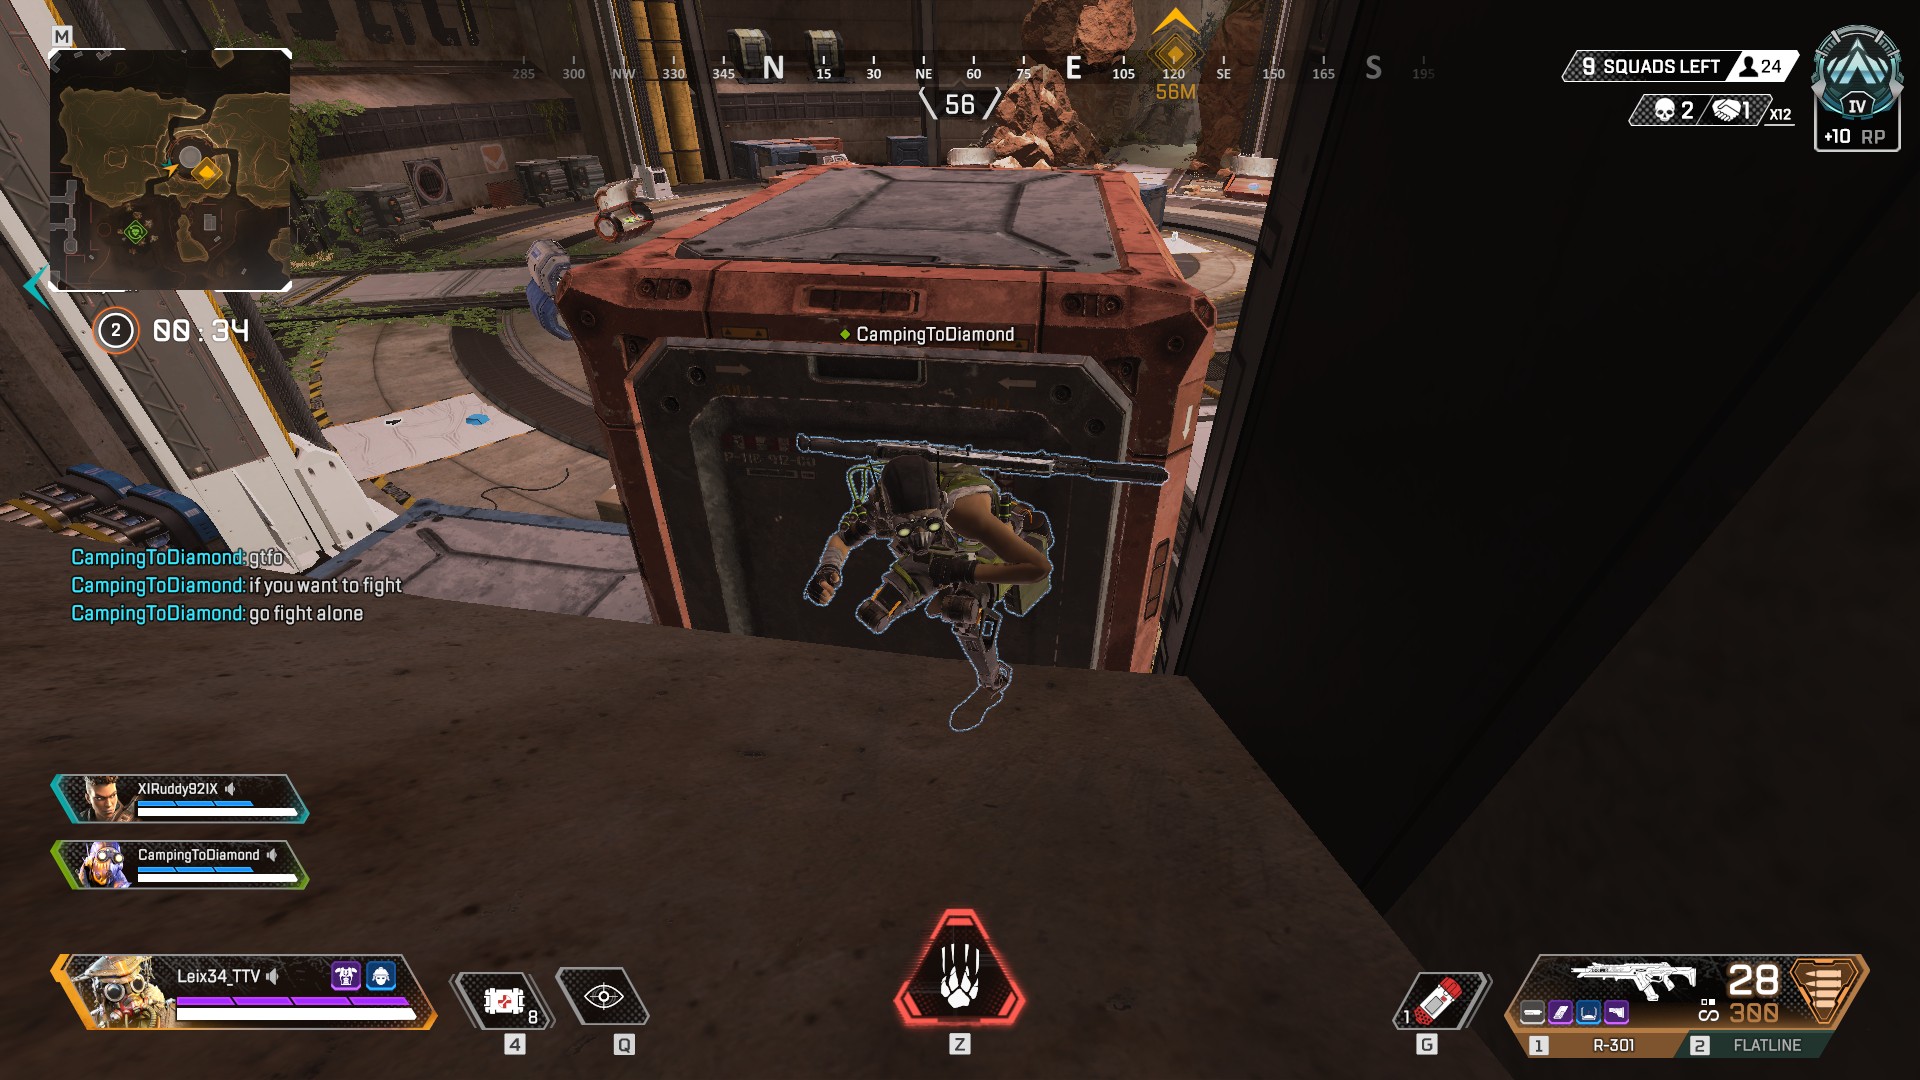 M
285 300 NW 330 345 N 15 30 NE 60 75 E 105 120 SE 150 165 S 195
56
56M
9 SQUADS LEFT 24
2 1 X12
IV
+10 RP
2 00:34
CampingToDiamond
CampingToDiamond: gtfo
CampingToDiamond: if you want to fight
CampingToDiamond: go fight alone
XIRuddy92IX
CampingToDiamond
Leix34_TTV
8
4
Q
Z
1
G
28
300
1 R-301 2 FLATLINE